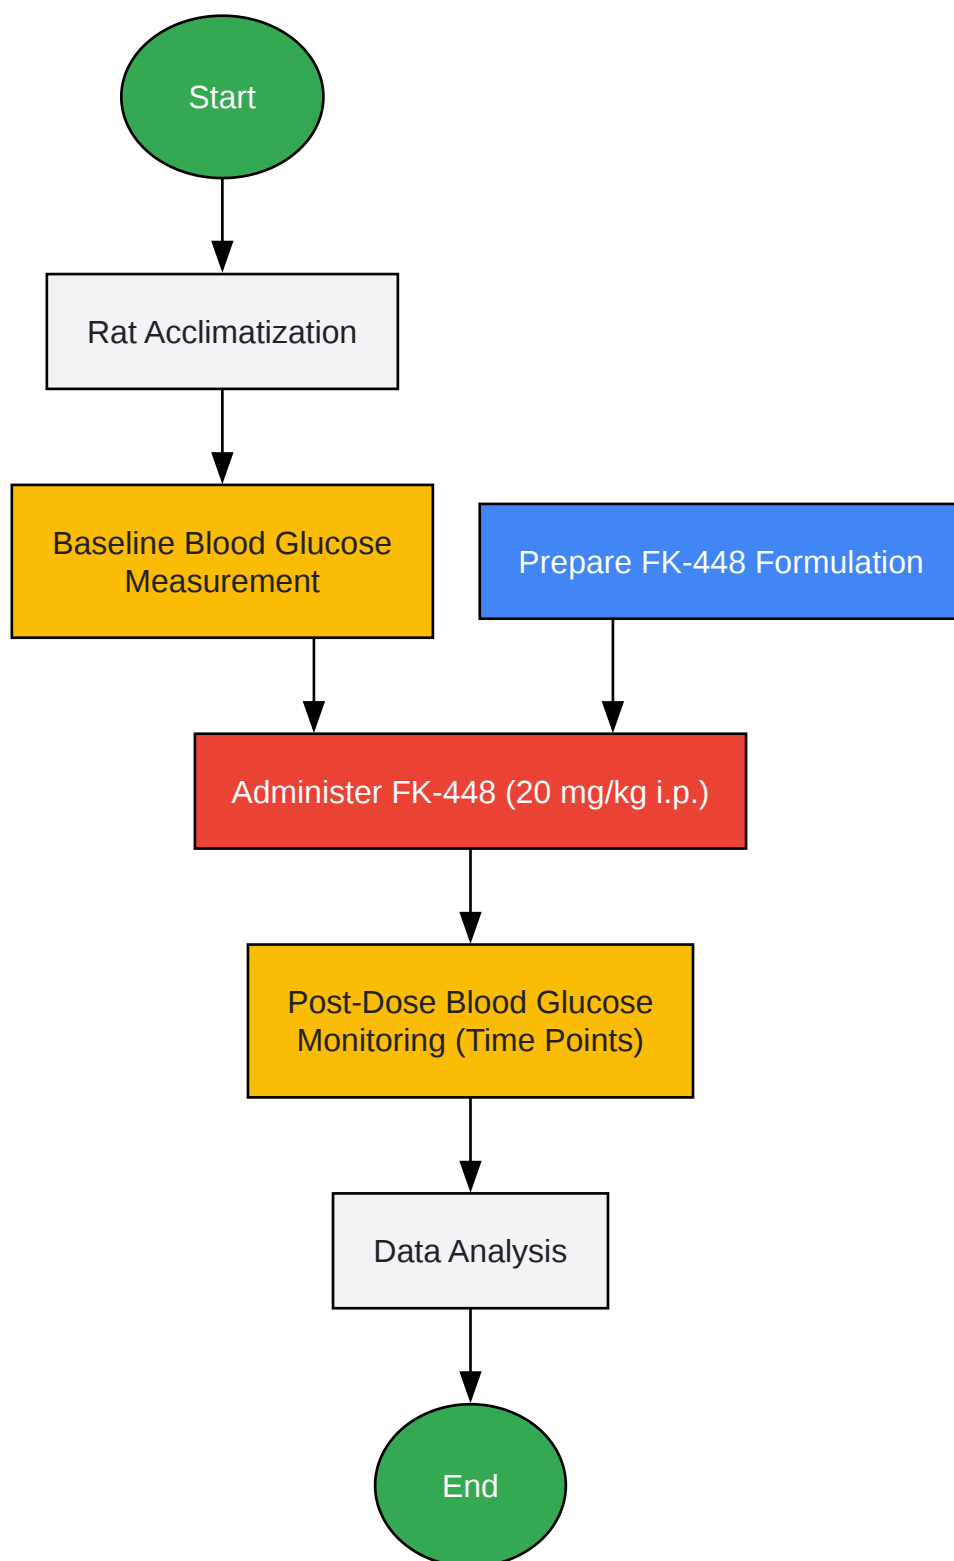 Start
Rat Acclimatization
Baseline Blood Glucose
Measurement
Prepare FK-448 Formulation
Administer FK-448 (20 mg/kg i.p.)
Post-Dose Blood Glucose
Monitoring (Time Points)
Data Analysis
End